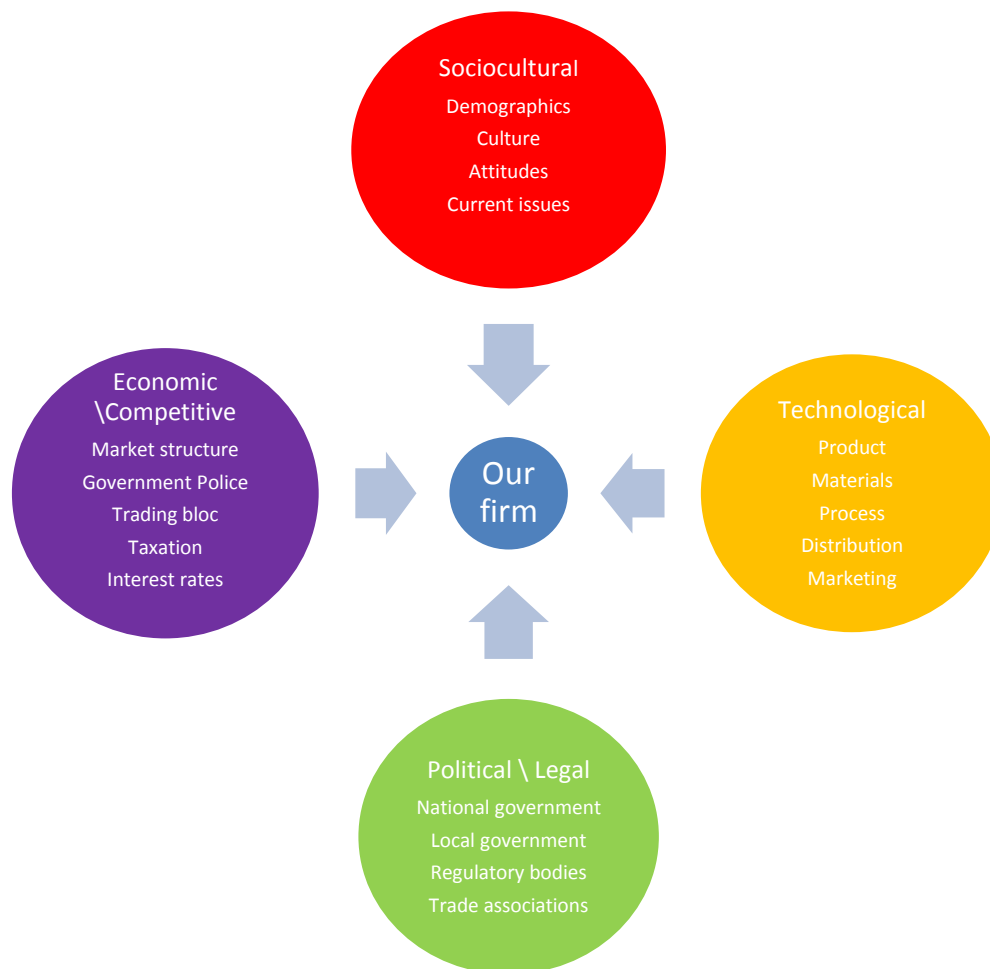 Sociocultural
Demographics
Culture
Attitudes
Current issues
Economic
\Competitive
Market structure
Government Police
Trading bloc
Taxation
Interest rates
Our
firm
Technological
Product
Materials
Process
Distribution
Marketing
Political \ Legal
National government
Local government
Regulatory bodies
Trade associations